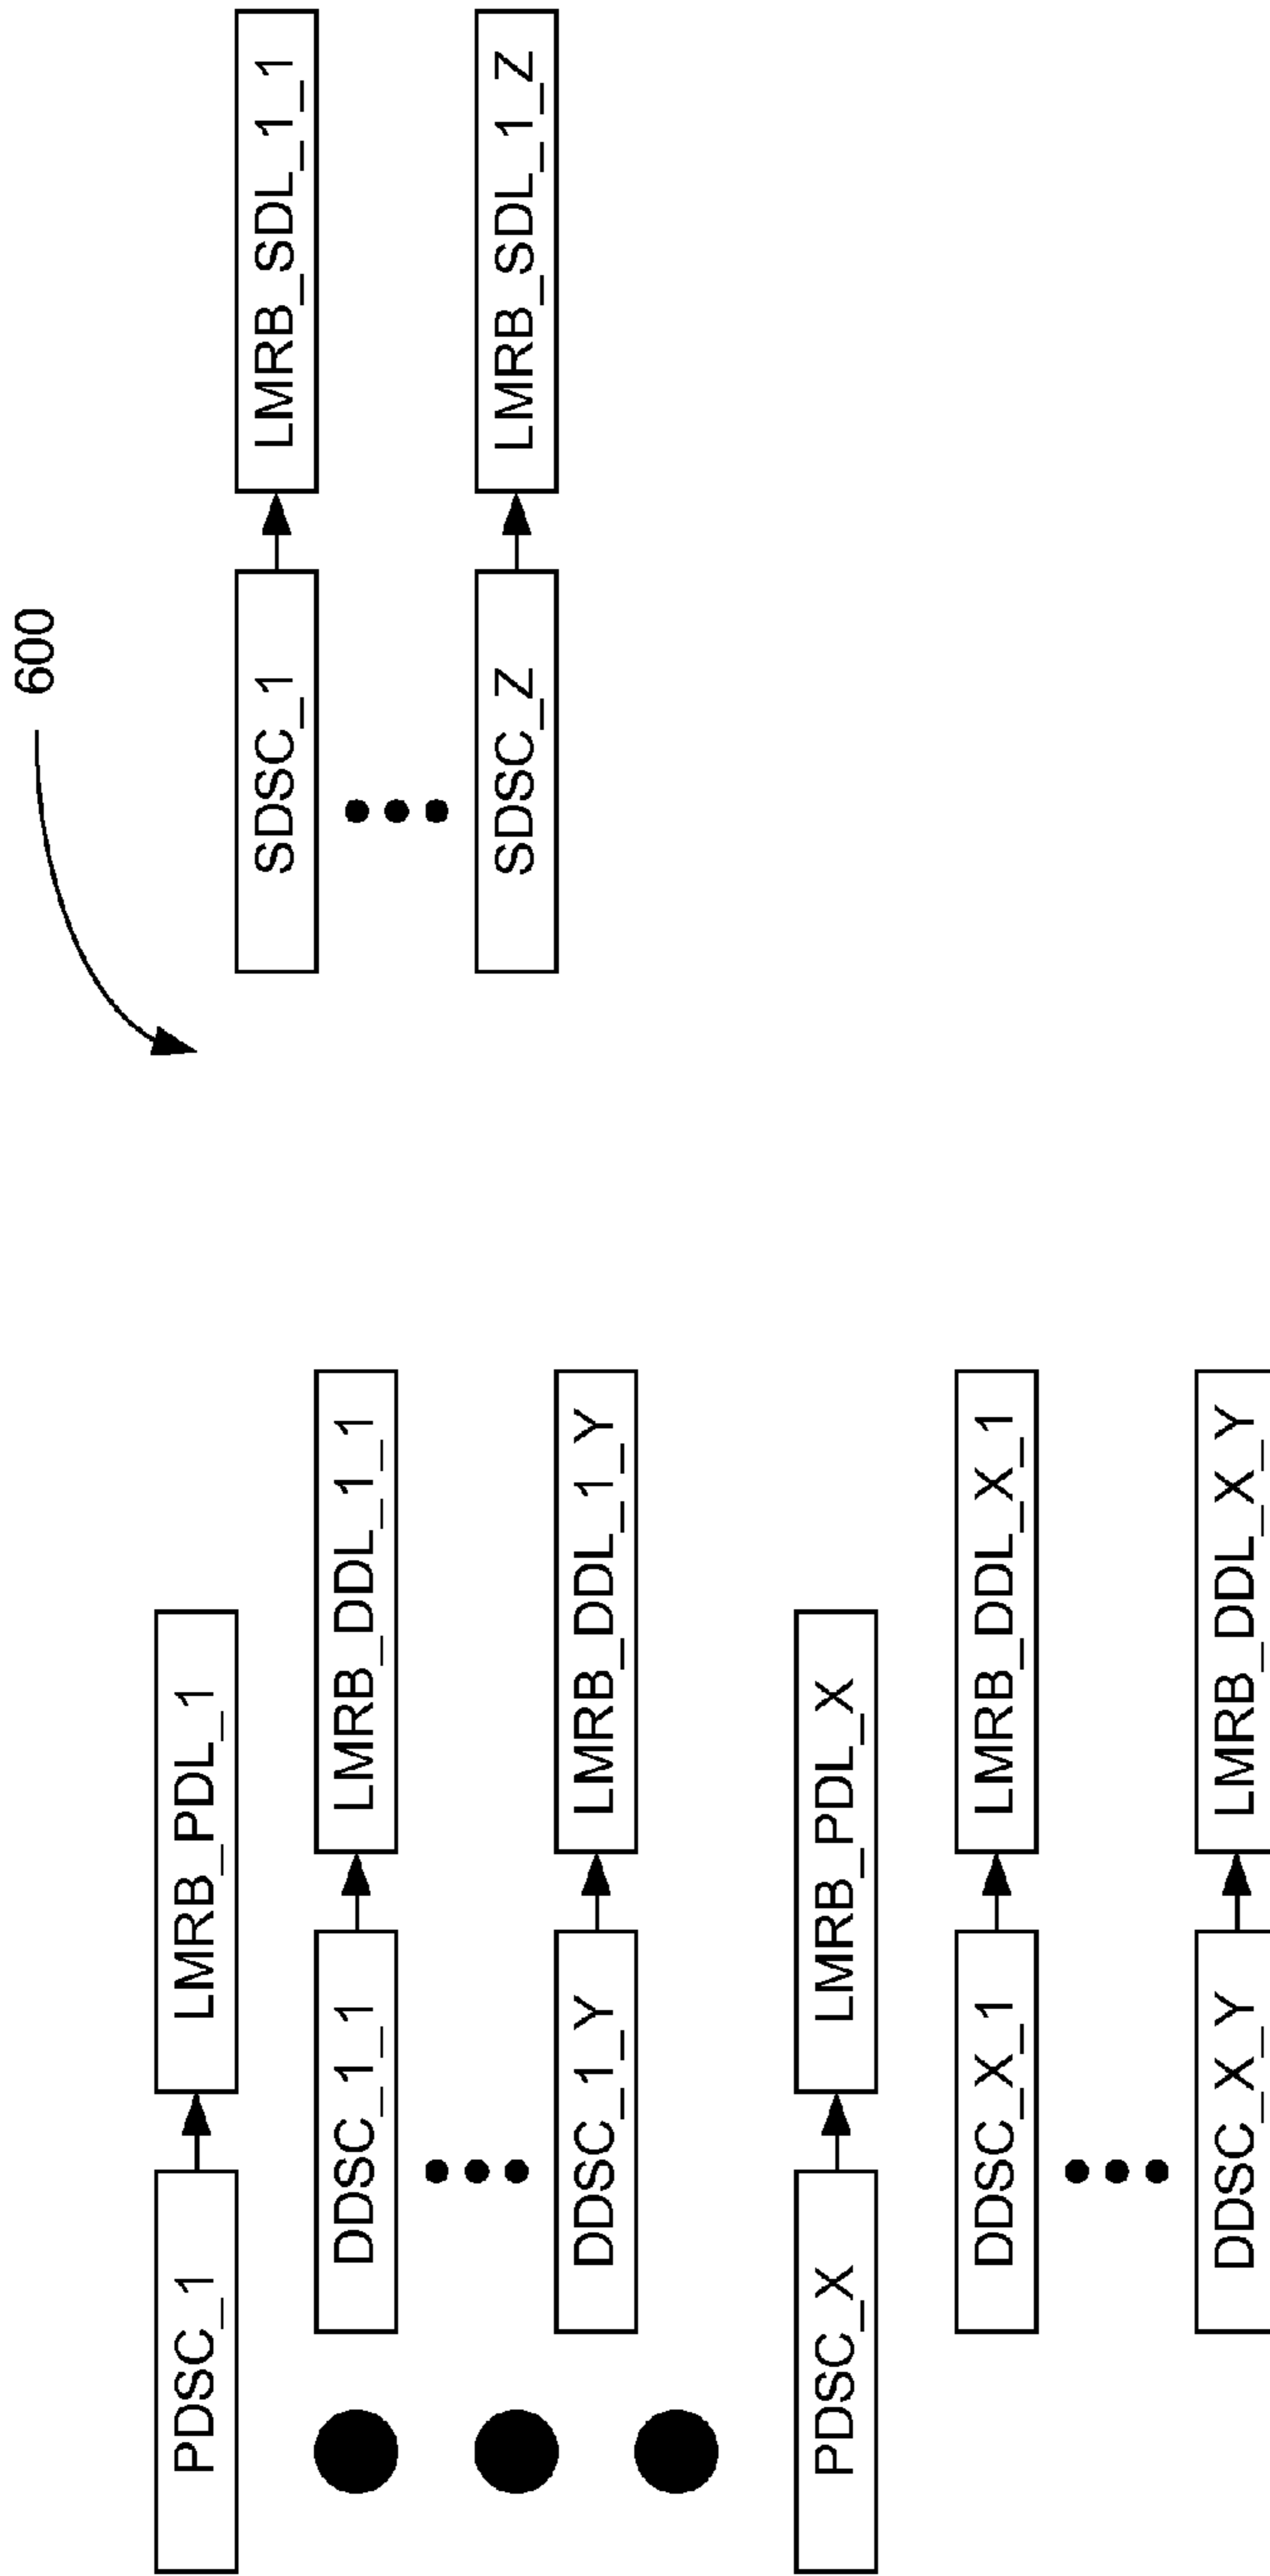 600
PDSC_1
LMRB_PDL_1
DDSC_1_1
LMRB_DDL_1_1
DDSC_1_Y
LMRB_DDL_1_Y
PDSC_X
LMRB_PDL_X
DDSC_X_1
LMRB_DDL_X_1
DDSC_X_Y
LMRB_DDL_X_Y
SDSC_1
LMRB_SDL_1_1
SDSC_Z
LMRB_SDL_1_Z